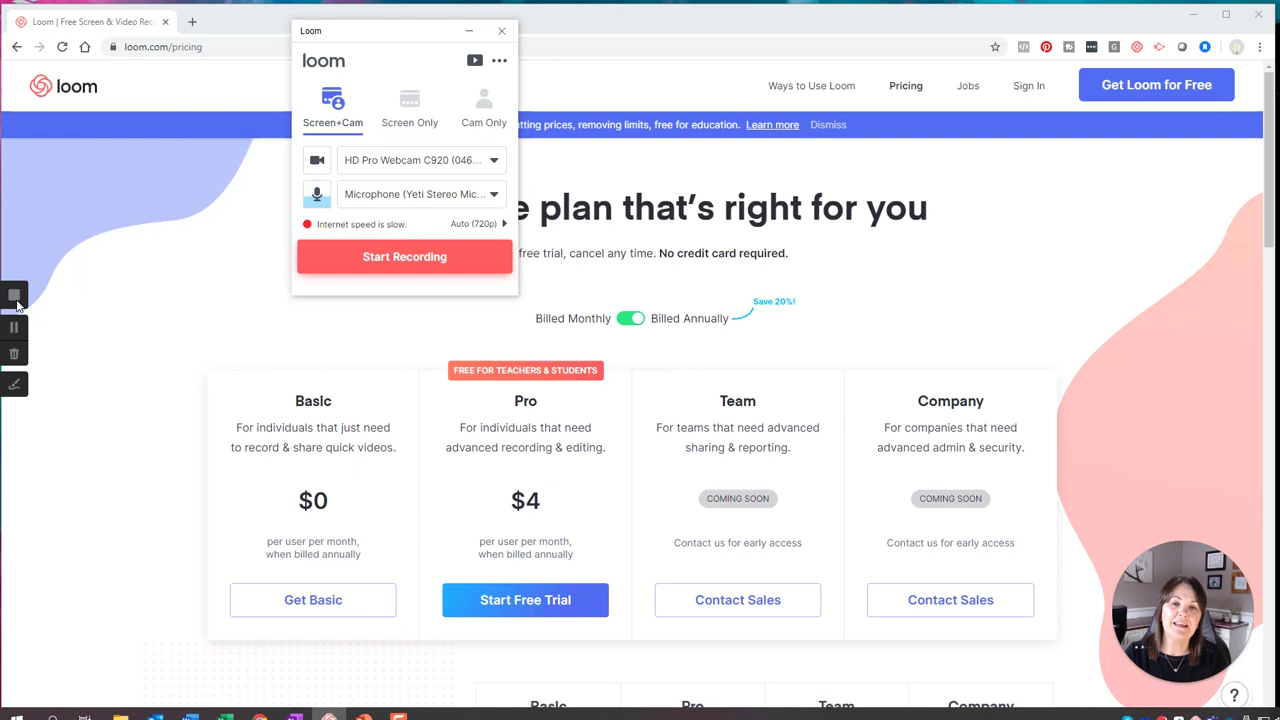 Loom | Free Screen & Video Rec
loom.com/pricing
loom
Ways to Use Loom
Pricing
Jobs
Sign In
Get Loom for Free
Loom
loom
Screen+Cam
Screen Only
Cam Only
HD Pro Webcam C920 (046...
Microphone (Yeti Stereo Mic...
Internet speed is slow.
Auto (720p)
Start Recording
utting prices, removing limits, free for education. Learn more Dismiss
e plan that's right for you
free trial, cancel any time. No credit card required.
Save 20%!
Billed Monthly
Billed Annually
FREE FOR TEACHERS & STUDENTS
Basic
For individuals that just need
to record & share quick videos.
$0
per user per month,
when billed annually
Get Basic
Pro
For individuals that need
advanced recording & editing.
$4
per user per month,
when billed annually
Start Free Trial
Team
For teams that need advanced
sharing & reporting.
COMING SOON
Contact us for early access
Contact Sales
Company
For companies that need
advanced admin & security.
COMING SOON
Contact us for early access
Contact Sales
?
Basic
Pro
Team
Company